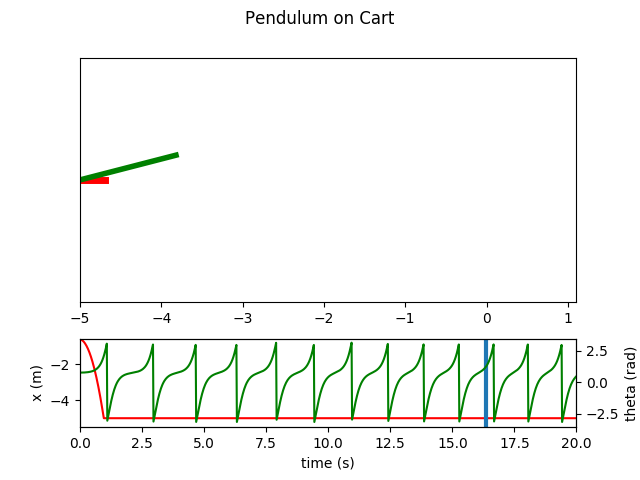 Pendulum on Cart
−5 −4 −3 −2 −1 0 1
−2
−4
x (m)
2.5
0.0
−2.5
theta (rad)
0.0 2.5 5.0 7.5 10.0 12.5 15.0 17.5 20.0
time (s)